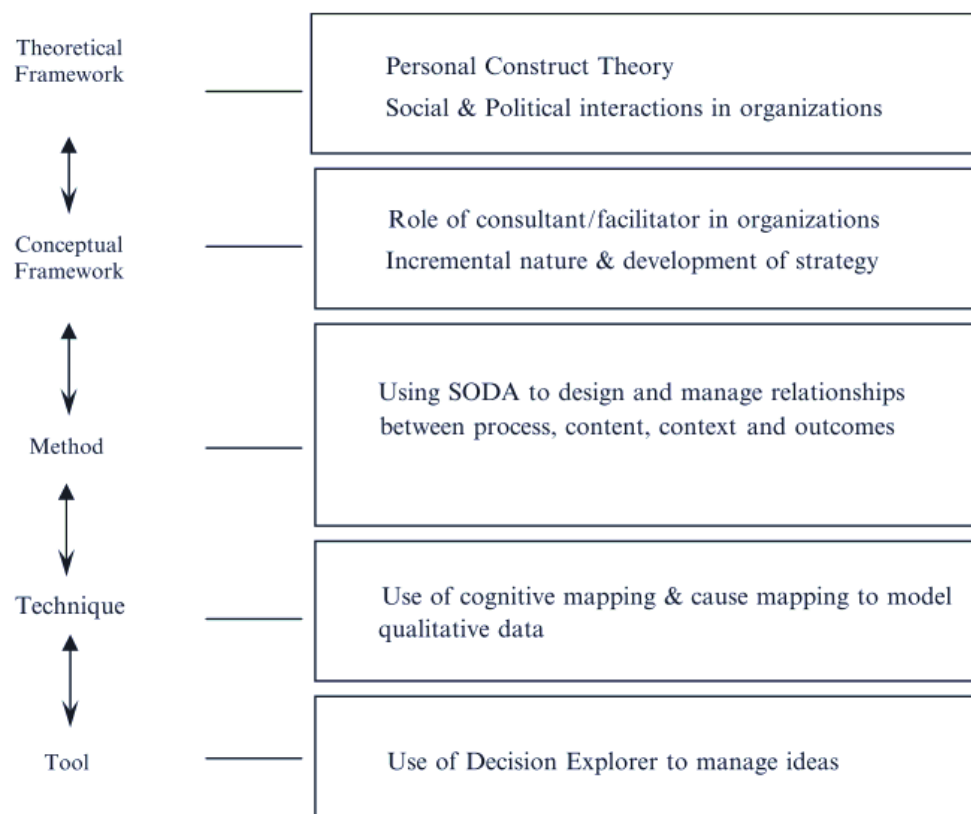 Theoretical
Framework
Personal Construct Theory
Social & Political interactions in organizations
Conceptual
Framework
Role of consultant/facilitator in organizations
Incremental nature & development of strategy
Method
Using SODA to design and manage relationships
between process, content, context and outcomes
Technique
Use of cognitive mapping & cause mapping to model
qualitative data
Tool
Use of Decision Explorer to manage ideas